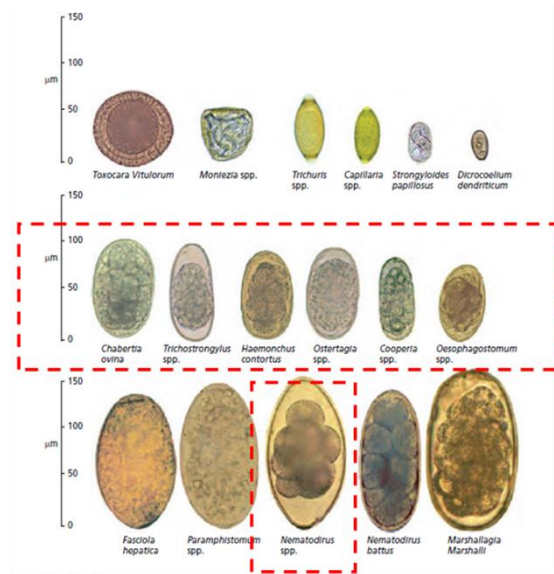 150
100
μm
50
0
Toxocara Vitulorum
Moniezia spp.
Trichuris
spp.
Capillaria
spp.
Strongyloides
papillosus
Dicrocoelium
dendriticum
150
100
μm
50
0
Chabertia
ovina
Trichostrongylus
spp.
Haemonchus
contortus
Ostertagia
spp.
Cooperia
spp.
Oesophagostomum
spp.
150
100
μm
50
0
Fasciola
hepatica
Paramphistomum
spp.
Nematodirus
spp.
Nematodirus
battus
Marshallagia
Marshalli